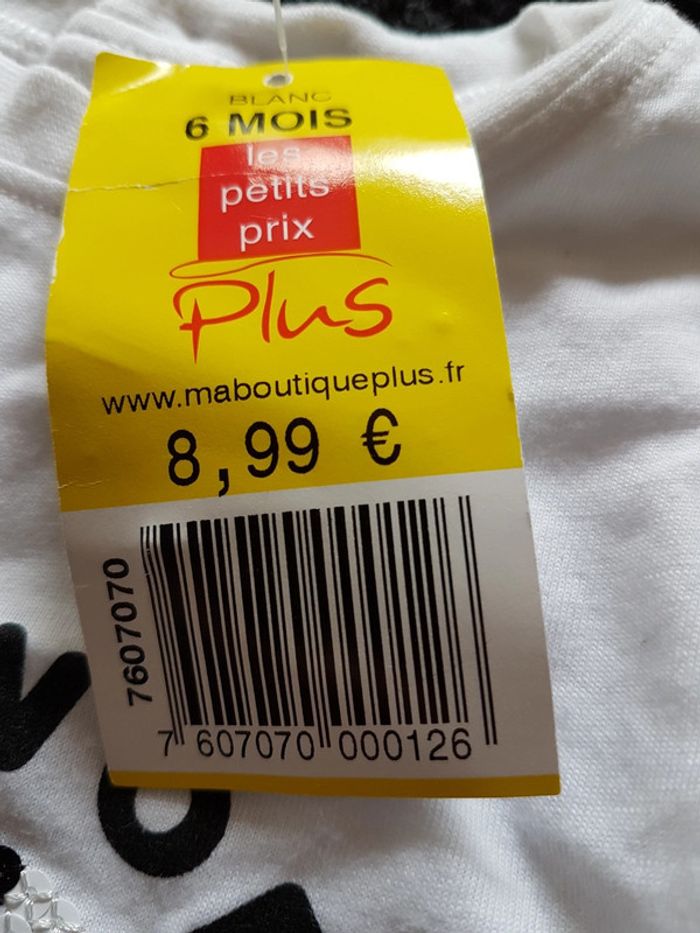 BLANC
6 MOIS
les
petits
prix
Plus
www.maboutiqueplus.fr
8,99 €
7607070
7 607070 000126